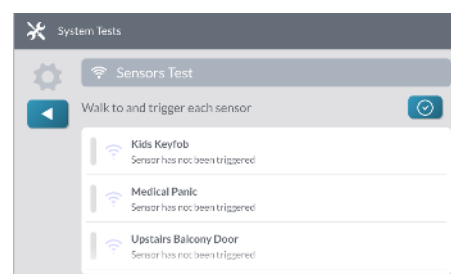 System Tests
Sensors Test
Walk to and trigger each sensor
Kids Keyfob
Sensor has not been triggered
Medical Panic
Sensor has not been triggered
Upstairs Balcony Door
Sensor has not been triggered